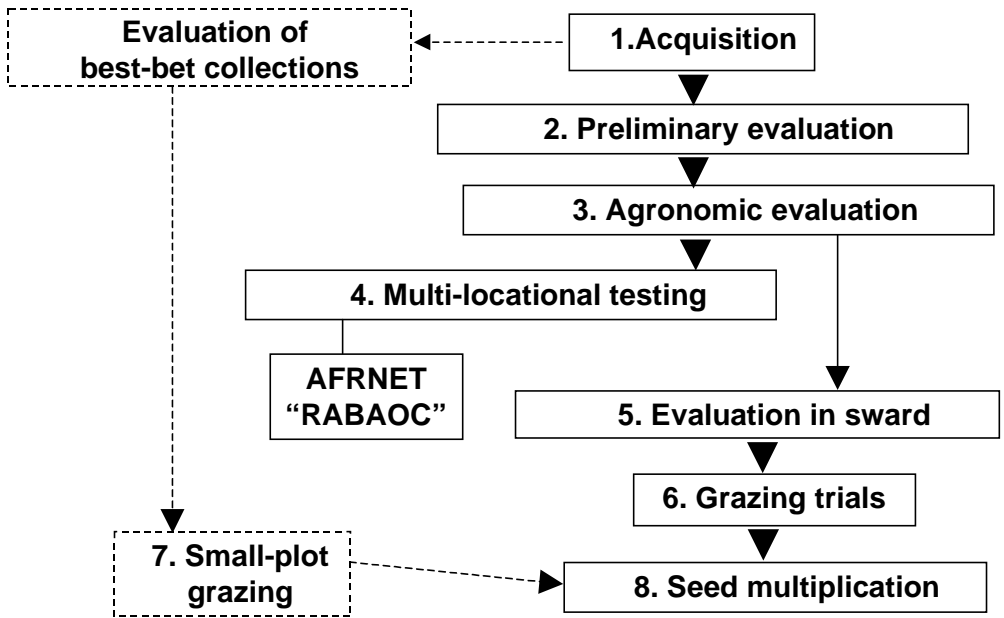 Evaluation of
best-bet collections
1.Acquisition
2. Preliminary evaluation
3. Agronomic evaluation
4. Multi-locational testing
AFRNET
“RABAOC”
5. Evaluation in sward
6. Grazing trials
7. Small-plot
grazing
8. Seed multiplication